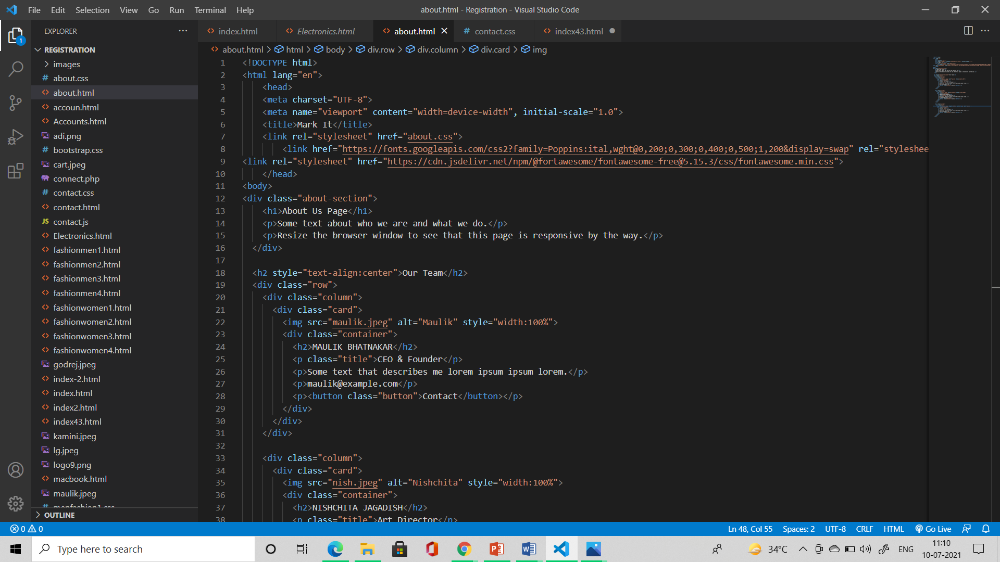 File Edit Selection View Go Run Terminal Help
about.html - Registration - Visual Studio Code
EXPLORER
1
REGISTRATION
images
about.css
about.html
accoun.html
Accounts.html
adi.png
bootstrap.css
cart.jpeg
connect.php
contact.css
contact.html
JS contact.js
Electronics.html
fashionmen1.html
fashionmen2.html
fashionmen3.html
fashionmen4.html
fashionwomen1.html
fashionwomen2.html
fashionwomen3.html
fashionwomen4.html
godrej.jpeg
index-2.html
index.html
index2.html
index43.html
kamini.jpeg
lg.jpeg
logo9.png
macbook.html
maulik.jpeg
menfashion1.css
OUTLINE
index.html Electronics.html about.html # contact.css index43.html
about.html > html > body > div.row > div.column > div.card > img
1 <!DOCTYPE html>
2 <html lang="en">
3 <head>
4 <meta charset="UTF-8">
5 <meta name="viewport" content="width=device-width", initial-scale="1.0">
6 <title>Mark It</title>
7 <link rel="stylesheet" href="about.css">
8 <link href="https://fonts.googleapis.com/css2?family=Poppins:ital,wght@0,200;0,300;0,400;0,500;1,200&display=swap" rel="styleshee
9 <link rel="stylesheet" href="https://cdn.jsdelivr.net/npm/@fortawesome/fontawesome-free@5.15.3/css/fontawesome.min.css">
10 </head>
11 <body>
12 <div class="about-section">
13 <h1>About Us Page</h1>
14 <p>Some text about who we are and what we do.</p>
15 <p>Resize the browser window to see that this page is responsive by the way.</p>
16 </div>
17
18 <h2 style="text-align:center">Our Team</h2>
19 <div class="row">
20 <div class="column">
21 <div class="card">
22 <img src="maulik.jpeg" alt="Maulik" style="width:100%">
23 <div class="container">
24 <h2>MAULIK BHATNAKAR</h2>
25 <p class="title">CEO & Founder</p>
26 <p>Some text that describes me lorem ipsum ipsum lorem.</p>
27 <p>maulik@example.com</p>
28 <p><button class="button">Contact</button></p>
29 </div>
30 </div>
31 </div>
32
33 <div class="column">
34 <div class="card">
35 <img src="nish.jpeg" alt="Nishchita" style="width:100%">
36 <div class="container">
37 <h2>NISHCHITA JAGADISH</h2>
38 <p class="title">Art Director</p>
0 0
Ln 48, Col 55 Spaces: 2 UTF-8 CRLF HTML Go Live
Type here to search
34°C ENG
11:10
10-07-2021